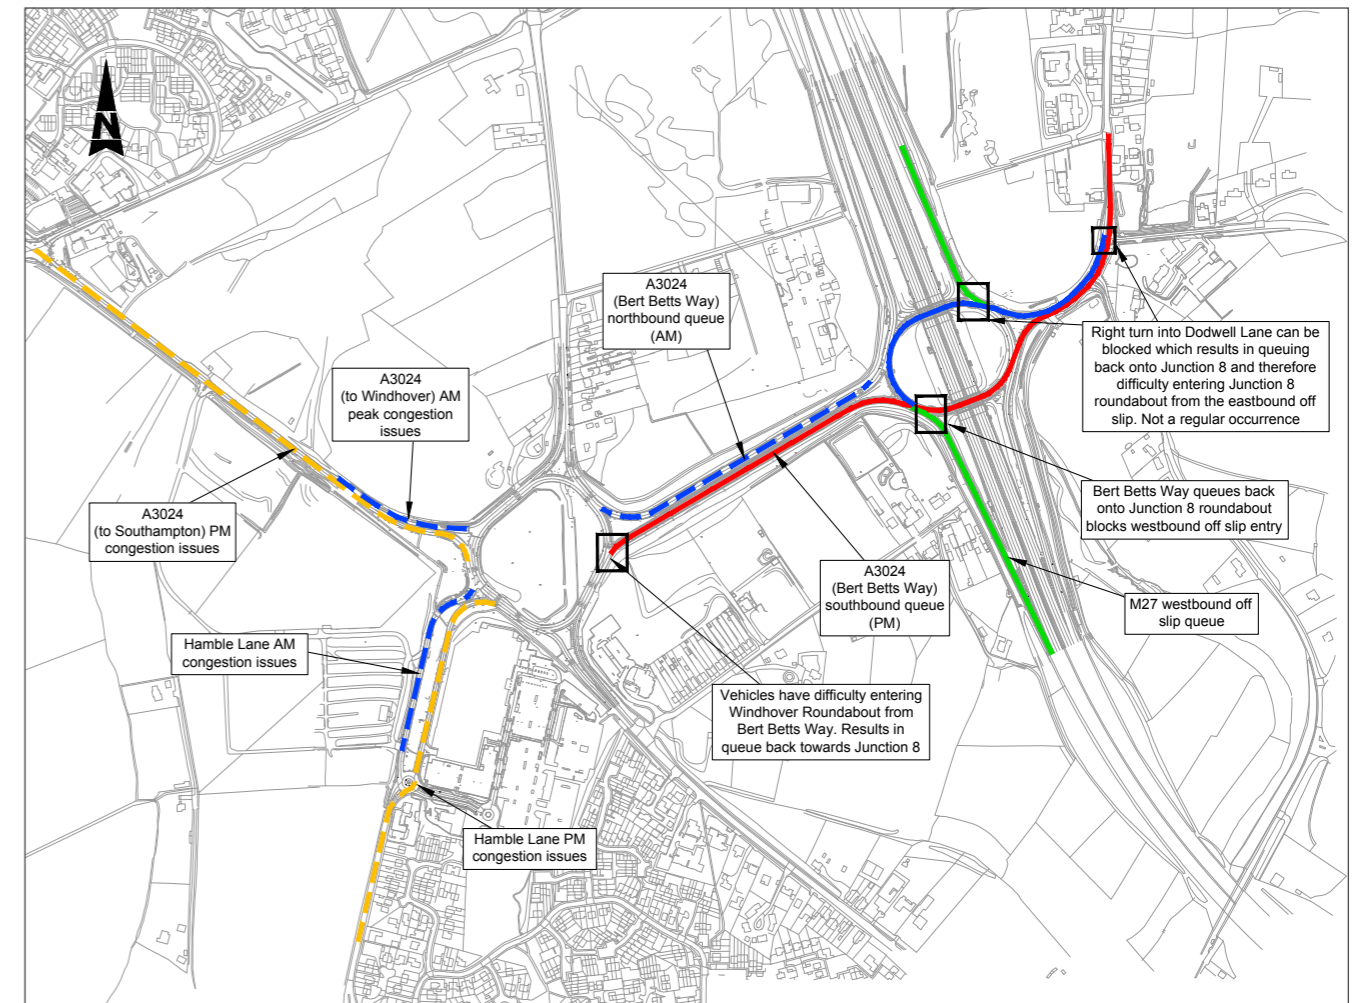 N
A3024
(Bert Betts Way)
northbound queue
(AM)
Right turn into Dodwell Lane can be
blocked which results in queuing
back onto Junction 8 and therefore
difficulty entering Junction 8
roundabout from the eastbound off
slip. Not a regular occurrence
A3024
(to Windhover) AM
peak congestion
issues
A3024
(to Southampton) PM
congestion issues
Bert Betts Way queues back
onto Junction 8 roundabout
blocks westbound off slip entry
A3024
(Bert Betts Way)
southbound queue
(PM)
M27 westbound off
slip queue
Hamble Lane AM
congestion issues
Vehicles have difficulty entering
Windhover Roundabout from
Bert Betts Way. Results in
queue back towards Junction 8
Hamble Lane PM
congestion issues